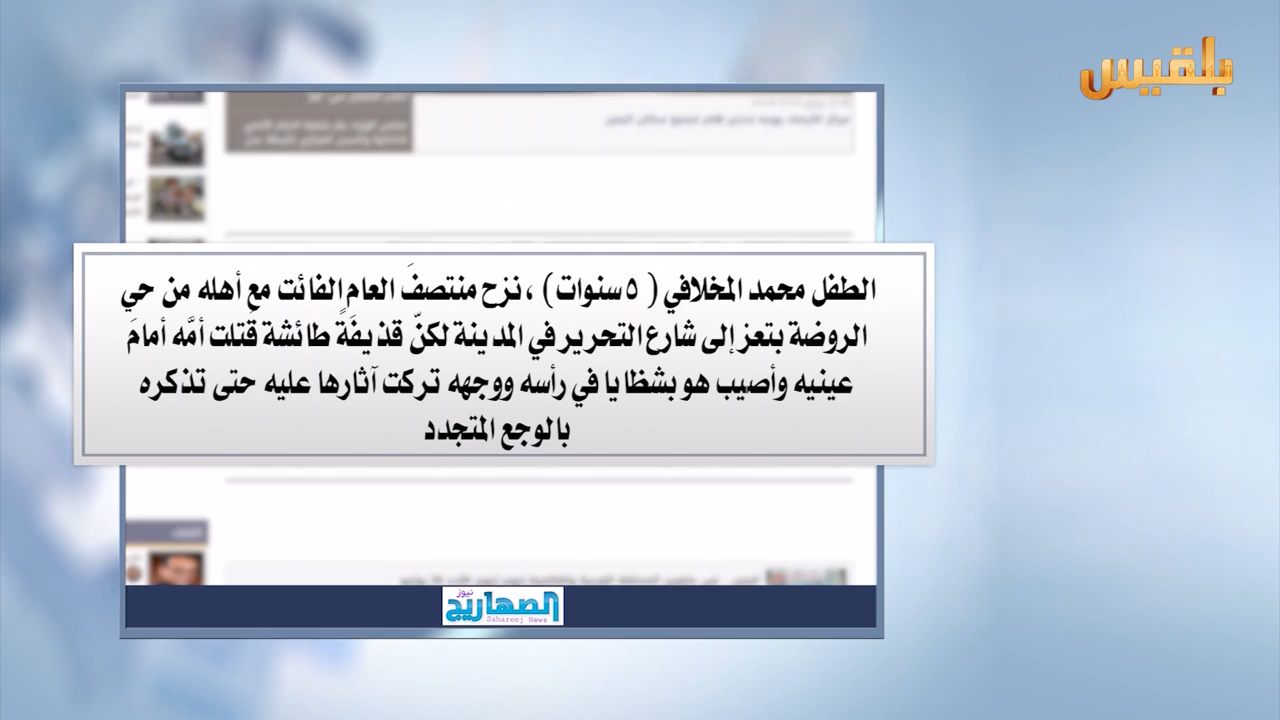 بلقيس
الطفل محمد المخلافي ( ٥ سنوات ) ، نزح منتصفَ العام الفائت مع أهله من حي
الروضة بتعز إلى شارع التحرير في المدينة لكنّ قذيفَةً طائشة قَتلت أمَّه أمامَ
عينيه وأصيب هو بشظايا في رأسه ووجهه تركت آثارها عليه حتى تذكره
بالوجع المتجدد
نيوز
الصهاريج
Sahareej News